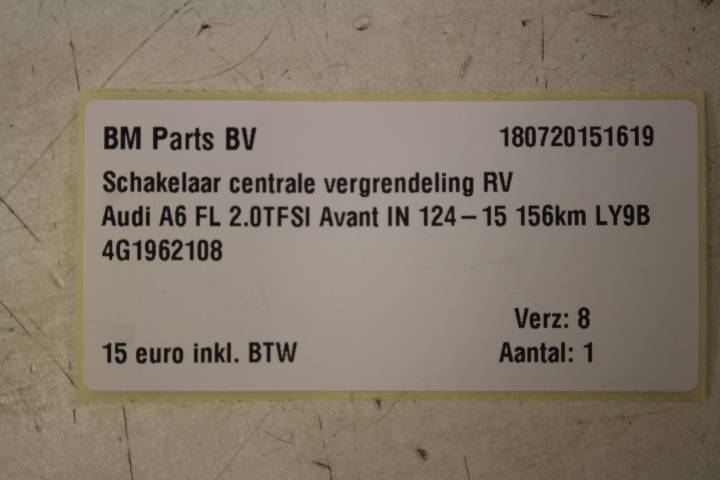 BM Parts BV 180720151619
Schakelaar centrale vergrendeling RV
Audi A6 FL 2.0TFSI Avant IN 124-15 156km LY9B
4G1962108
Verz: 8
15 euro inkl. BTW Aantal: 1